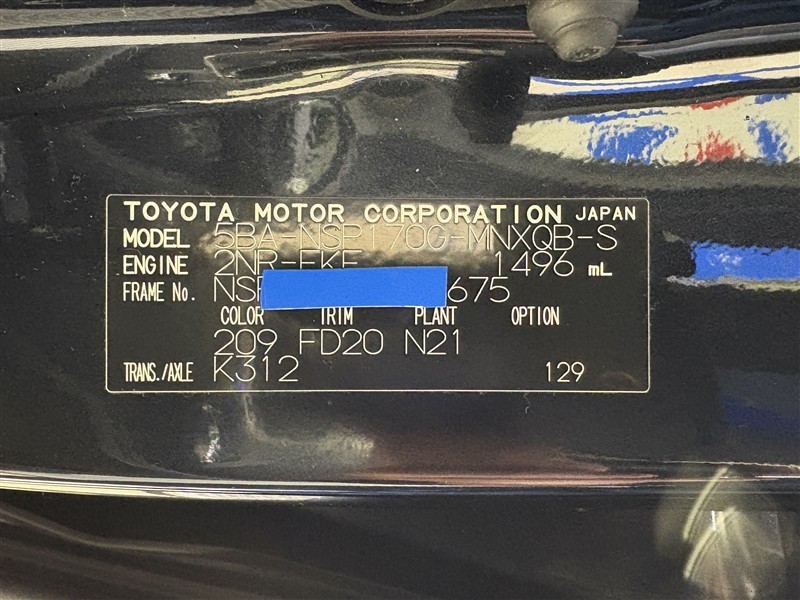 TOYOTA MOTOR CORPORATION JAPAN
MODEL 5BA-NSP170G-MNXQB-S
ENGINE 2NR-FKE 1496 mL
FRAME No. NSP 675
COLOR TRIM PLANT OPTION
209 FD20 N21
TRANS./AXLE K312 129